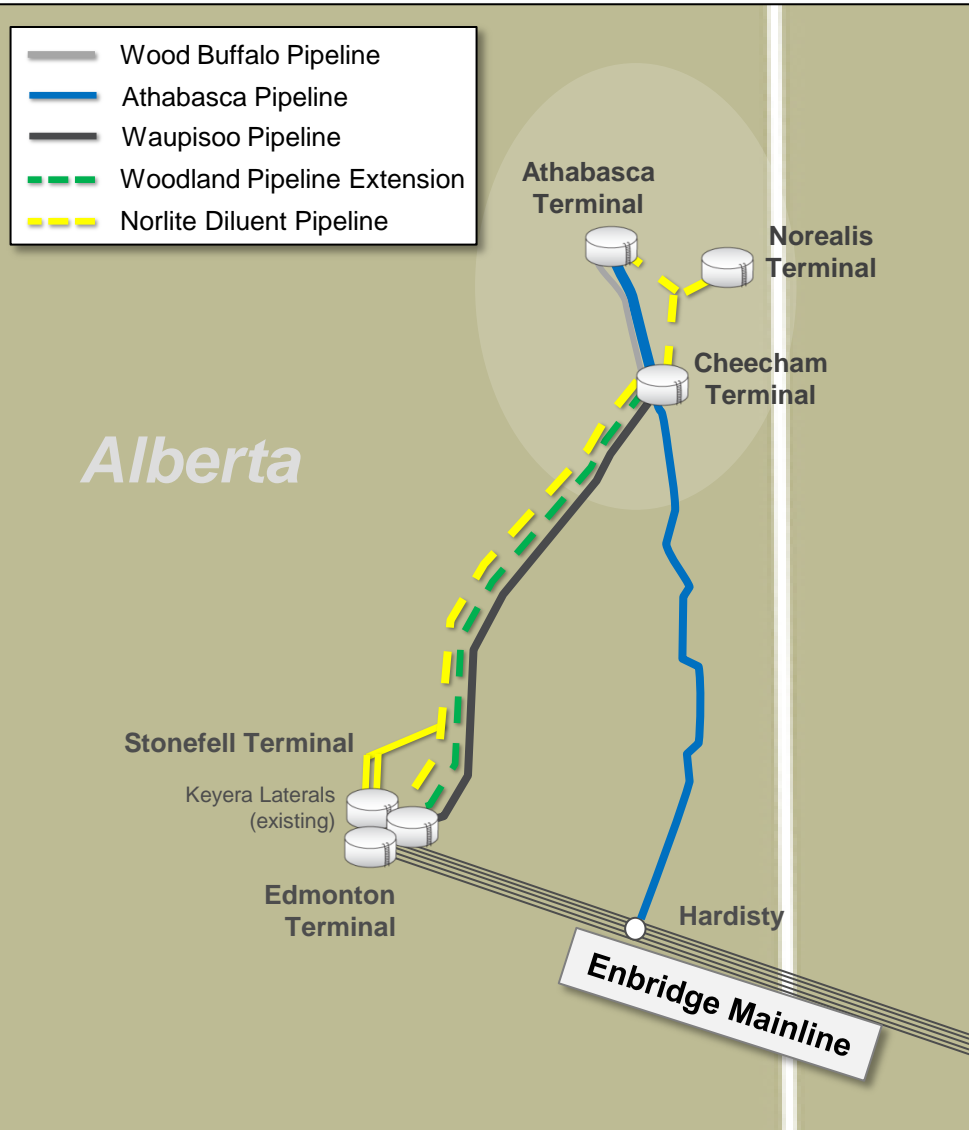 Wood Buffalo Pipeline
Athabasca Pipeline
Waupisoo Pipeline
Woodland Pipeline Extension
Norlite Diluent Pipeline
Athabasca
Terminal
Norealis
Terminal
Cheecham
Terminal
Alberta
Stonefell Terminal
Keyera Laterals
(existing)
Edmonton
Terminal
Hardisty
Enbridge Mainline